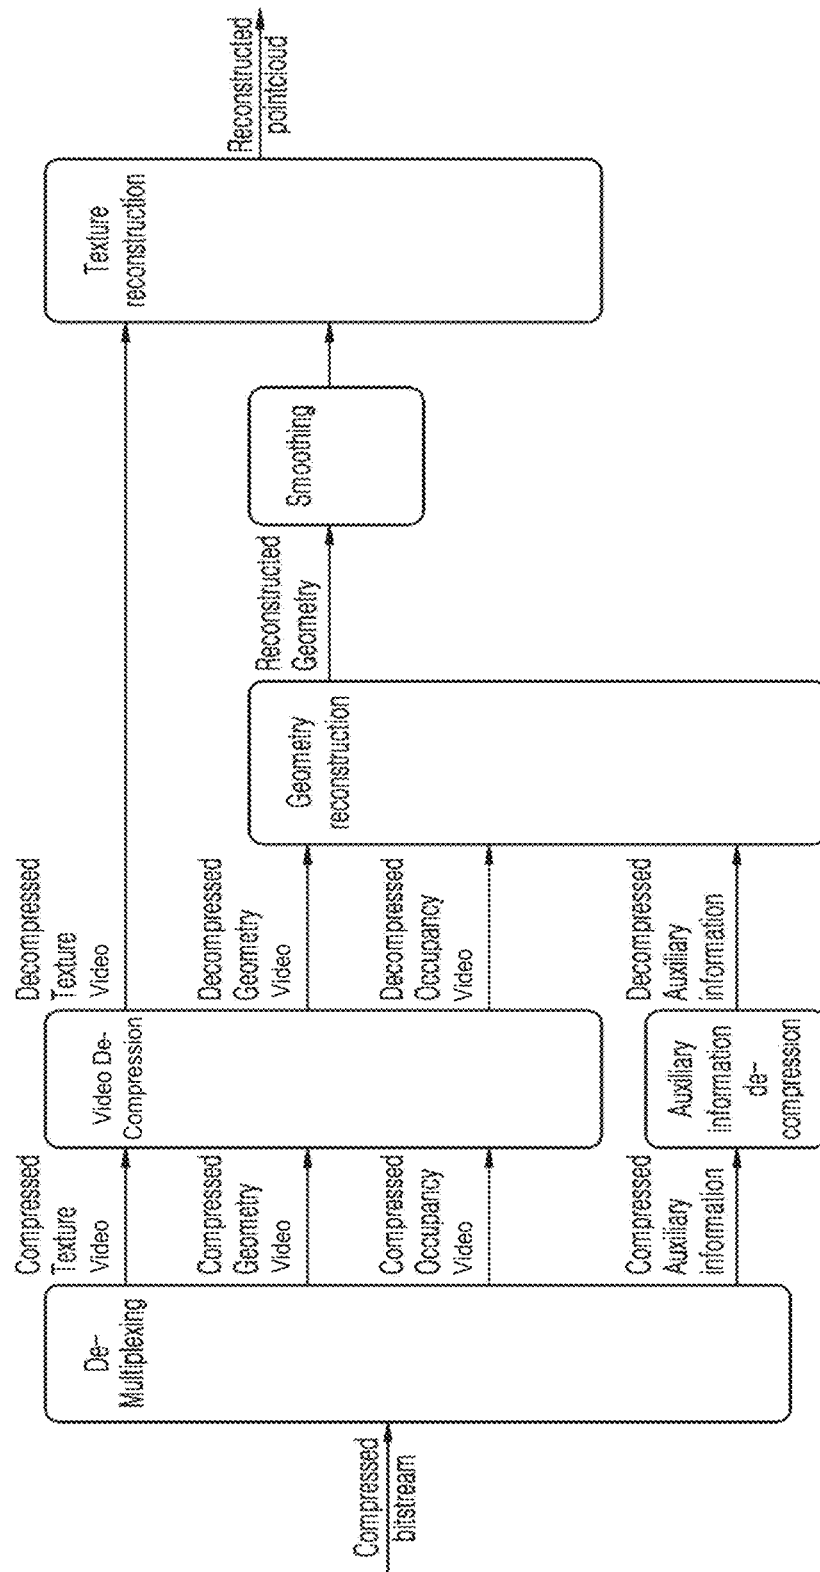 Compressed
bitstream
De-
Multiplexing
Compressed
Texture
Video
Compressed
Geometry
Video
Compressed
Occupancy
Video
Compressed
Auxiliary
information
Video De-
Compression
Auxiliary
information
de-
compression
Decompressed
Texture
Video
Decompressed
Geometry
Video
Decompressed
Occupancy
Video
Decompressed
Auxiliary
information
Geometry
reconstruction
Reconstructed
Geometry
Smoothing
Texture
reconstruction
Reconstructed
pointcloud